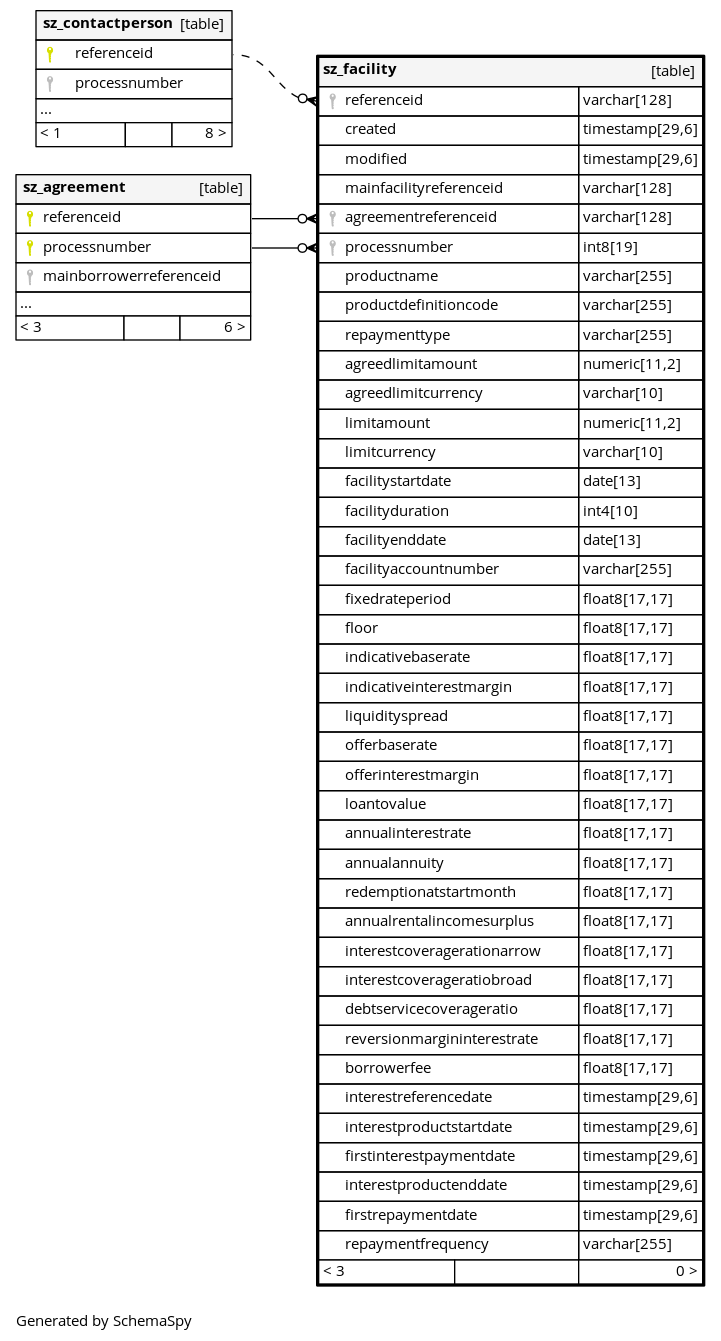 sz_contactperson [table]
referenceid
processnumber
...
< 1 8 >
sz_agreement [table]
referenceid
processnumber
mainborrowerreferenceid
...
< 3 6 >
sz_facility [table]
referenceid varchar[128]
created timestamp[29,6]
modified timestamp[29,6]
mainfacilityreferenceid varchar[128]
agreementreferenceid varchar[128]
processnumber int8[19]
productname varchar[255]
productdefinitioncode varchar[255]
repaymenttype varchar[255]
agreedlimitamount numeric[11,2]
agreedlimitcurrency varchar[10]
limitamount numeric[11,2]
limitcurrency varchar[10]
facilitystartdate date[13]
facilityduration int4[10]
facilityenddate date[13]
facilityaccountnumber varchar[255]
fixedrateperiod float8[17,17]
floor float8[17,17]
indicativebaserate float8[17,17]
indicativeinterestmargin float8[17,17]
liquidityspread float8[17,17]
offerbaserate float8[17,17]
offerinterestmargin float8[17,17]
loantovalue float8[17,17]
annualinterestrate float8[17,17]
annualannuity float8[17,17]
redemptionatstartmonth float8[17,17]
annualrentalincomesurplus float8[17,17]
interestcoveragerationarrow float8[17,17]
interestcoverageratiobroad float8[17,17]
debtservicecoverageratio float8[17,17]
reversionmargininterestrate float8[17,17]
borrowerfee float8[17,17]
interestreferencedate timestamp[29,6]
interestproductstartdate timestamp[29,6]
firstinterestpaymentdate timestamp[29,6]
interestproductenddate timestamp[29,6]
firstrepaymentdate timestamp[29,6]
repaymentfrequency varchar[255]
< 3 0 >
Generated by SchemaSpy